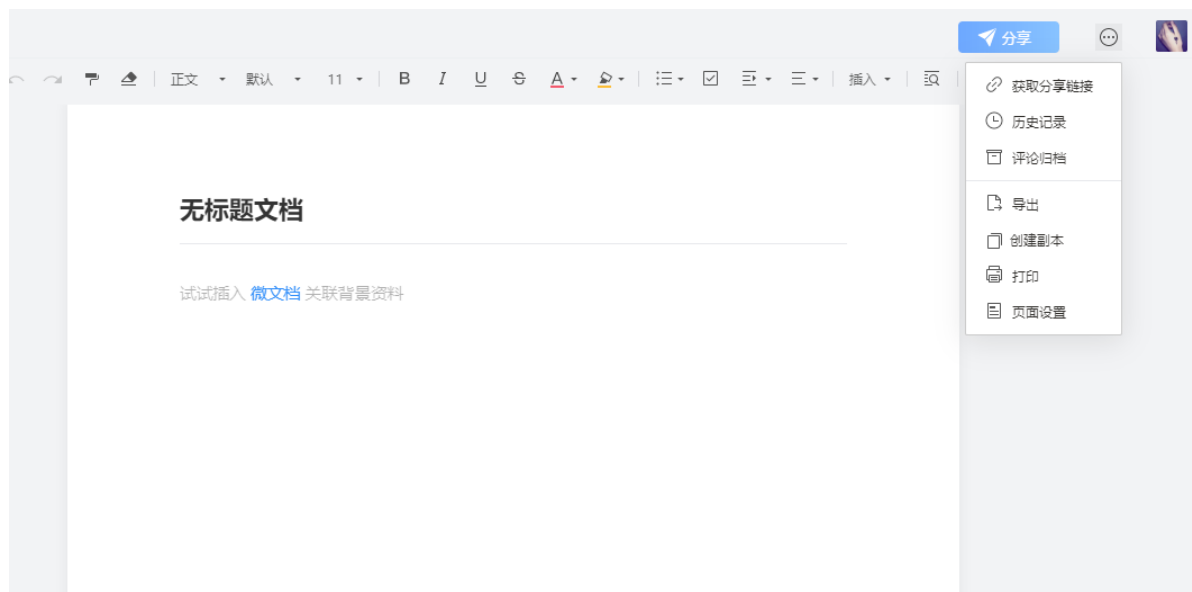 分享
正文 默认 11 B I U S A 插入
获取分享链接
历史记录
评论归档
导出
创建副本
打印
页面设置
无标题文档
试试插入 微文档 关联背景资料